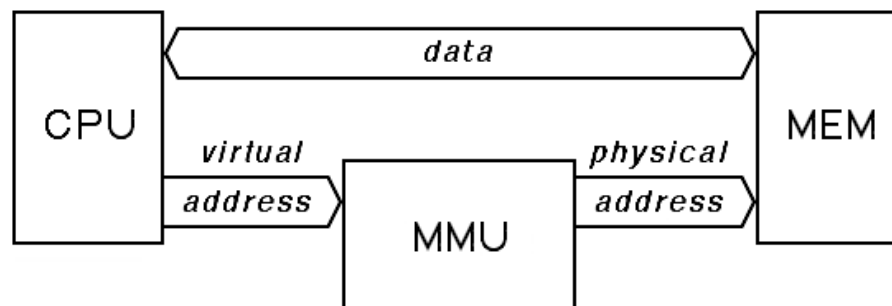 data
CPU
MEM
virtual
address
physical
address
MMU